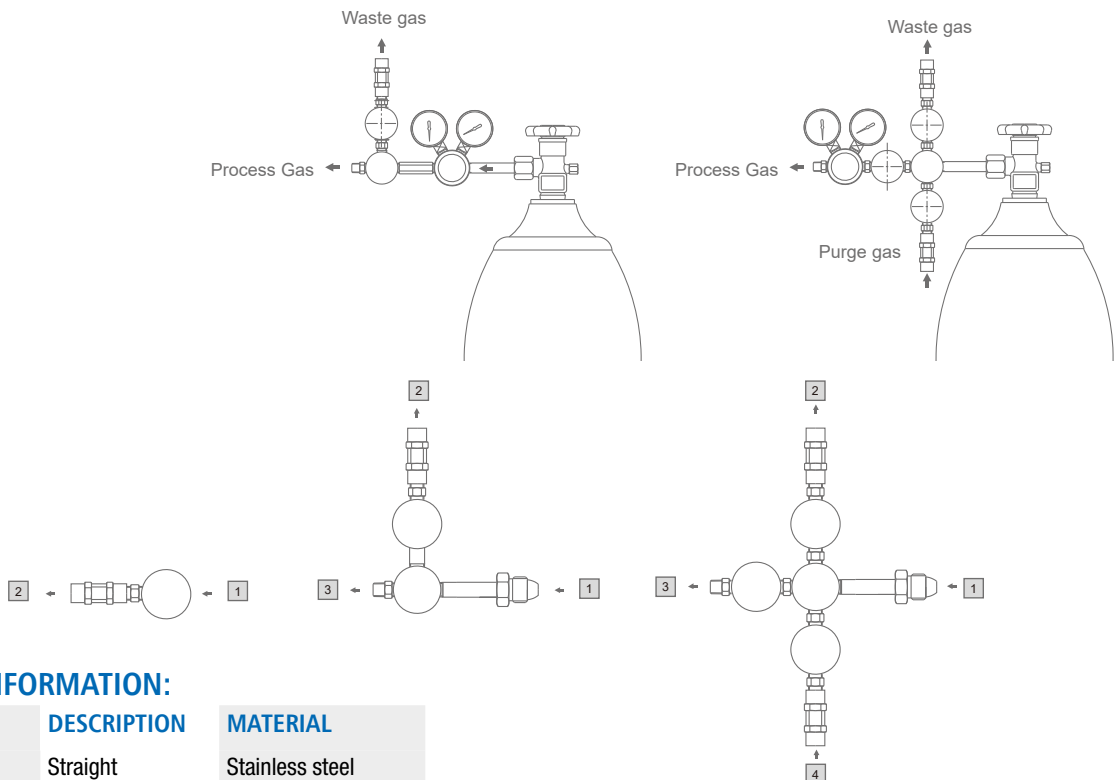 Waste gas
Waste gas
Process Gas
Process Gas
Purge gas
2
2
2
1
3
1
3
1
4
NFORMATION:
DESCRIPTION MATERIAL
Straight Stainless steel